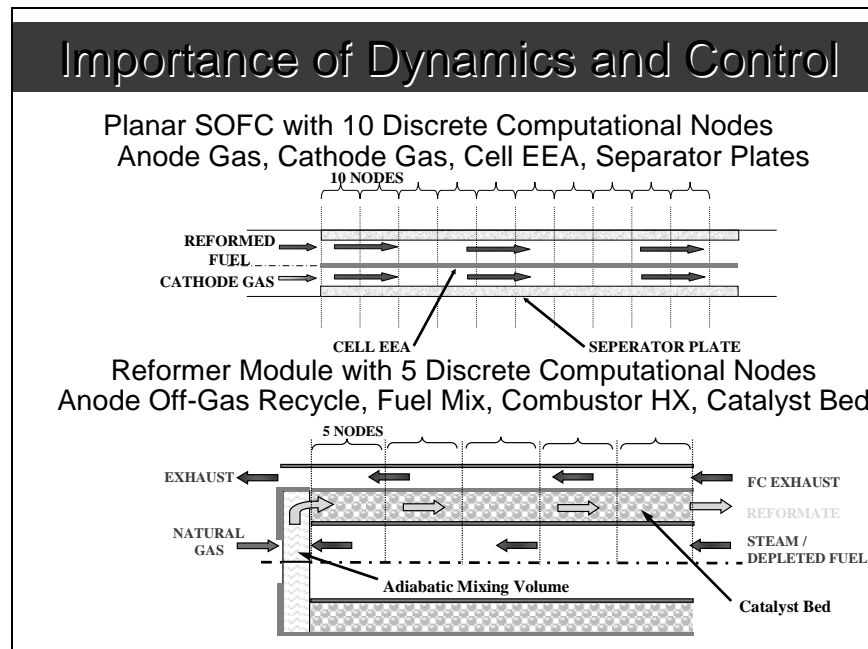 Importance of Dynamics and Control
Planar SOFC with 10 Discrete Computational Nodes
Anode Gas, Cathode Gas, Cell EEA, Separator Plates
10 NODES
REFORMED
FUEL
CATHODE GAS
CELL EEA
SEPERATOR PLATE
Reformer Module with 5 Discrete Computational Nodes
Anode Off-Gas Recycle, Fuel Mix, Combustor HX, Catalyst Bed
5 NODES
EXHAUST
FC EXHAUST
REFORMATE
NATURAL
GAS
STEAM /
DEPLETED FUEL
Adiabatic Mixing Volume
Catalyst Bed